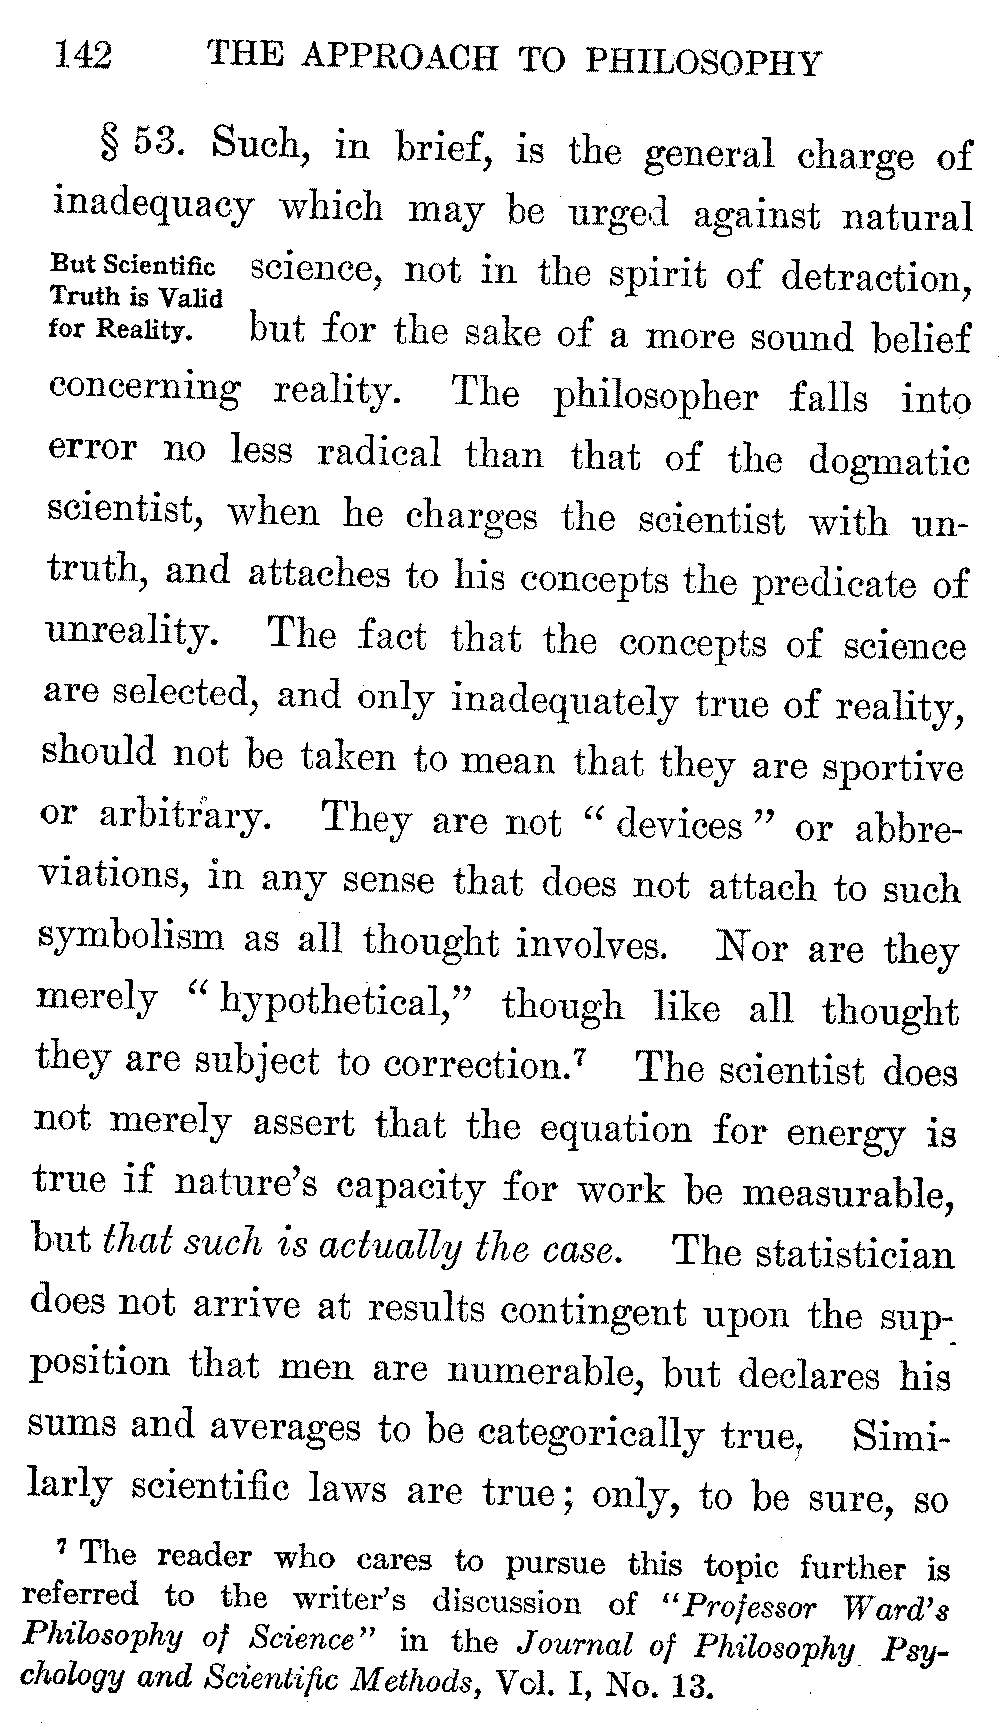 142 THE APPROACH TO PHILOSOPHY
§ 53. Such, in brief, is the general charge of
inadequacy which may be urged against natural
But Scientific
Truth is Valid
for Reality.
science, not in the spirit of detraction,
but for the sake of a more sound belief
concerning reality. The philosopher falls into
error no less radical than that of the dogmatic
scientist, when he charges the scientist with un-
truth, and attaches to his concepts the predicate of
unreality. The fact that the concepts of science
are selected, and only inadequately true of reality,
should not be taken to mean that they are sportive
or arbitrary. They are not “ devices ” or abbre-
viations, in any sense that does not attach to such
symbolism as all thought involves. Nor are they
merely “ hypothetical,” though like all thought
they are subject to correction.⁷ The scientist does
not merely assert that the equation for energy is
true if nature’s capacity for work be measurable,
but that such is actually the case. The statistician
does not arrive at results contingent upon the sup-
position that men are numerable, but declares his
sums and averages to be categorically true. Simi-
larly scientific laws are true; only, to be sure, so
⁷ The reader who cares to pursue this topic further is
referred to the writer’s discussion of “Professor Ward’s
Philosophy of Science” in the Journal of Philosophy Psy-
chology and Scientific Methods, Vol. I, No. 13.